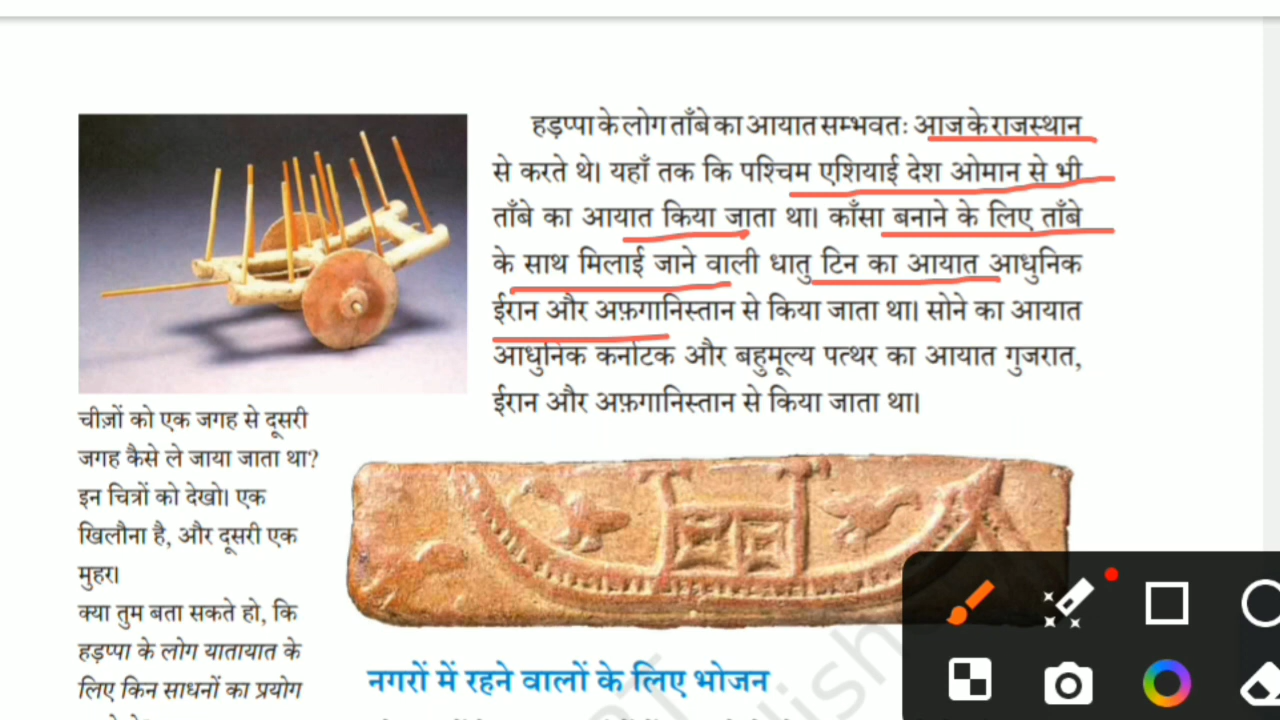 हड़प्पा के लोग ताँबे का आयात सम्भवतः आज के राजस्थान
से करते थे। यहाँ तक कि पश्चिम एशियाई देश ओमान से भी
ताँबे का आयात किया जाता था। काँसा बनाने के लिए ताँबे
के साथ मिलाई जाने वाली धातु टिन का आयात आधुनिक
ईरान और अफ़गानिस्तान से किया जाता था। सोने का आयात
आधुनिक कर्नाटक और बहुमूल्य पत्थर का आयात गुजरात,
ईरान और अफ़गानिस्तान से किया जाता था।
चीज़ों को एक जगह से दूसरी
जगह कैसे ले जाया जाता था?
इन चित्रों को देखो। एक
खिलौना है, और दूसरी एक
मुहर।
क्या तुम बता सकते हो, कि
हड़प्पा के लोग यातायात के
लिए किन साधनों का प्रयोग
नगरों में रहने वालों के लिए भोजन